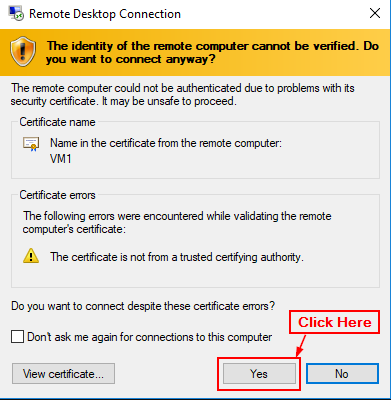 Remote Desktop Connection
The identity of the remote computer cannot be verified. Do
you want to connect anyway?
The remote computer could not be authenticated due to problems with its
security certificate. It may be unsafe to proceed.
Certificate name
Name in the certificate from the remote computer:
VM1
Certificate errors
The following errors were encountered while validating the remote
computer's certificate:
The certificate is not from a trusted certifying authority.
Do you want to connect despite these certificate errors?
Click Here
Don't ask me again for connections to this computer
View certificate...
Yes
No